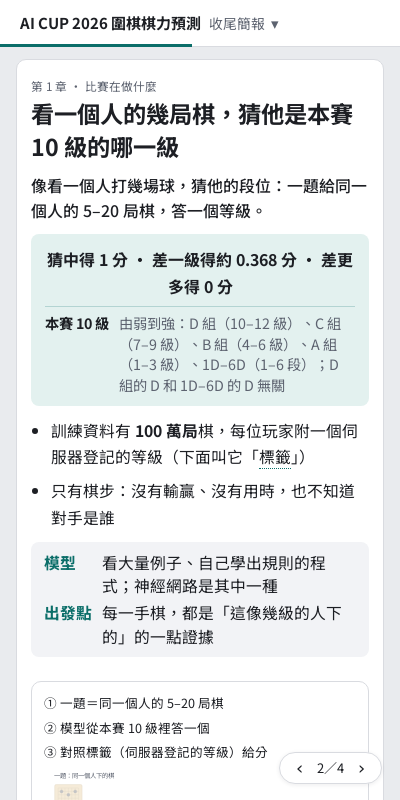 AI CUP 2026 圍棋棋力預測 收尾簡報 ▼
第 1 章 · 比賽在做什麼
看一個人的幾局棋，猜他是本賽
10 級的哪一級
像看一個人打幾場球，猜他的段位：一題給同一
個人的 5–20 局棋，答一個等級。
猜中得 1 分 · 差一級得約 0.368 分 · 差更
多得 0 分
本賽 10 級 由弱到強：D 組（10–12 級）、C 組
（7–9 級）、B 組（4–6 級）、A 組
（1–3 級）、1D–6D（1–6 段）；D
組的 D 和 1D–6D 的 D 無關
• 訓練資料有 100 萬局棋，每位玩家附一個伺
服器登記的等級（下面叫它「標籤」）
• 只有棋步：沒有輸贏、沒有用時，也不知道
對手是誰
模型 看大量例子、自己學出規則的程
式；神經網路是其中一種
出發點 每一手棋，都是「這像幾級的人下
的」的一點證據
① 一題＝同一個人的 5–20 局棋
② 模型從本賽 10 級裡答一個
③ 對照標籤（伺服器登記的等級）給分
一題：同一個人下的棋
‹ 2／4 ›